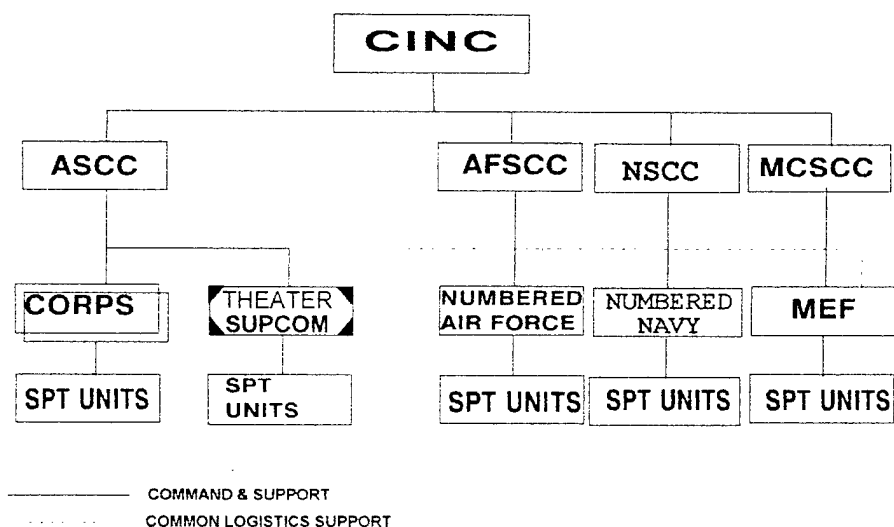 CINC
ASCC
AFSCC
NSCC
MCSCC
CORPS
THEATER
SUPCOM
NUMBERED
AIR FORCE
NUMBERED
NAVY
MEF
SPT UNITS
SPT
UNITS
SPT UNITS
SPT UNITS
SPT UNITS
COMMAND & SUPPORT
COMMON LOGISTICS SUPPORT